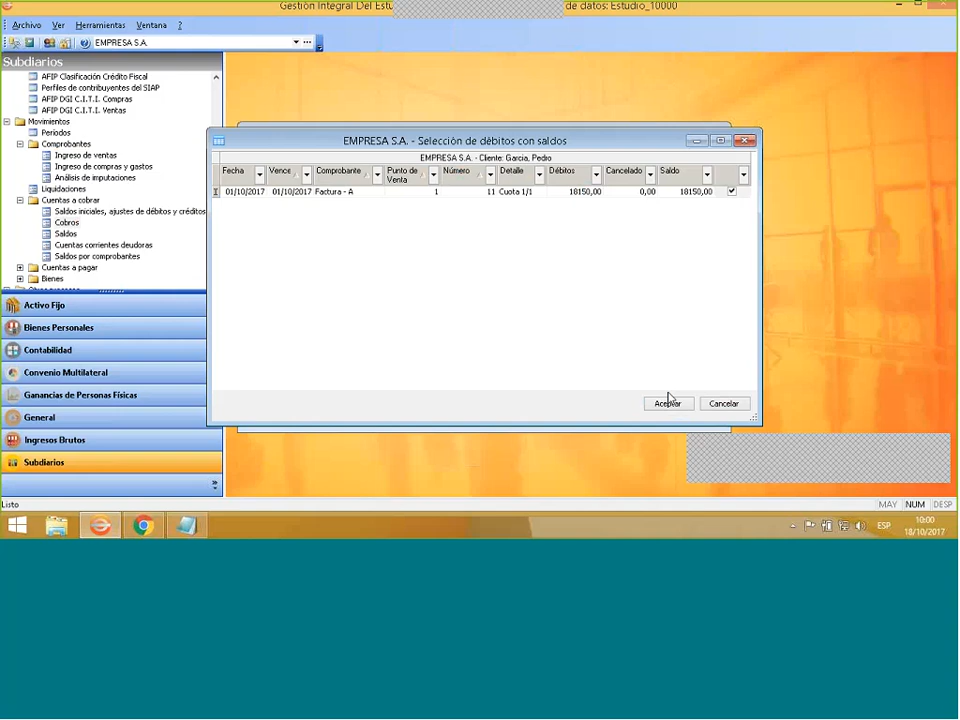 Gestión Integral Del Estu
de datos: Estudio_10000
Archivo Ver Herramientas Ventana ?
EMPRESA S.A.
Subdiarios
AFIP Clasificación Crédito Fiscal
Perfiles de contribuyentes del SIAP
AFIP DGI C.I.T.I. Compras
AFIP DGI C.I.T.I. Ventas
Movimientos
Períodos
Comprobantes
Ingreso de ventas
Ingreso de compras y gastos
Análisis de imputaciones
Liquidaciones
Cuentas a cobrar
Saldos iniciales, ajustes de débitos y créditos
Cobros
Saldos
Cuentas corrientes deudoras
Saldos por comprobantes
Cuentas a pagar
Bienes
Activo Fijo
Bienes Personales
Contabilidad
Convenio Multilateral
Ganancias de Personas Físicas
General
Ingresos Brutos
Subdiarios
EMPRESA S.A. - Selección de débitos con saldos
EMPRESA S.A. - Cliente: Garcia, Pedro
Fecha Vence Comprobante Punto de Venta Número Detalle Débitos Cancelado Saldo
01/10/2017 01/10/2017 Factura - A 1 11 Cuota 1/1 18150,00 0,00 18150,00
Aceptar Cancelar
Listo
MAY NUM DESP
ESP
10:00
18/10/2017